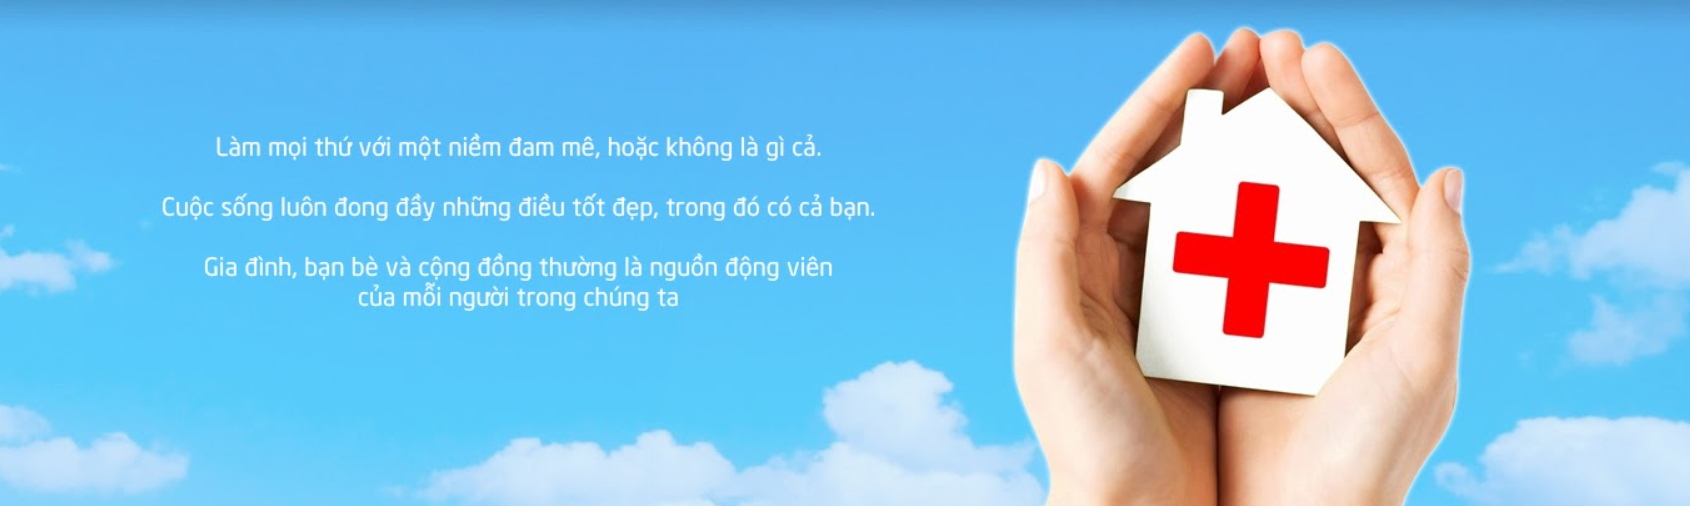 Làm mọi thứ với một niềm đam mê, hoặc không là gì cả.
Cuộc sống luôn đong đầy những điều tốt đẹp, trong đó có cả bạn.
Gia đình, bạn bè và cộng đồng thường là nguồn động viên
của mỗi người trong chúng ta